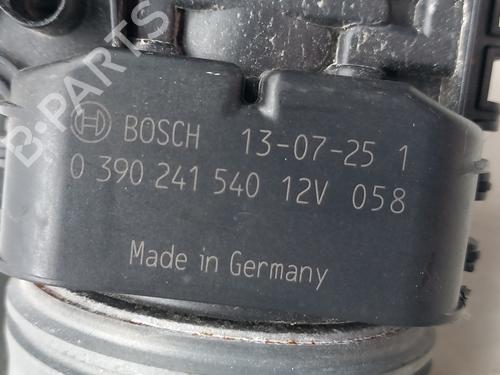 BOSCH 13-07-25 1
0 390 241 540 12V 058
Made in Germany
B-PARTS